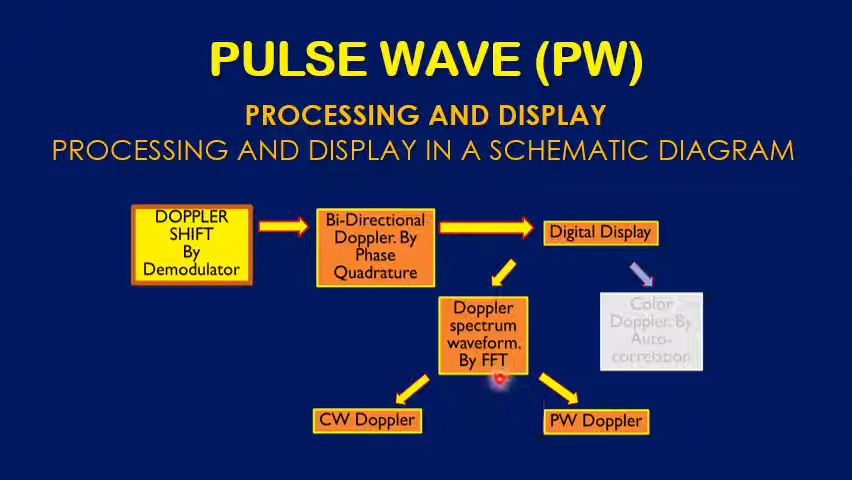 PULSE WAVE (PW)
PROCESSING AND DISPLAY
PROCESSING AND DISPLAY IN A SCHEMATIC DIAGRAM
DOPPLER
SHIFT
By
Demodulator
Bi-Directional
Doppler. By
Phase
Quadrature
Digital Display
Doppler
spectrum
waveform.
By FFT
Color
Doppler. By
Auto-
correlation
CW Doppler
PW Doppler